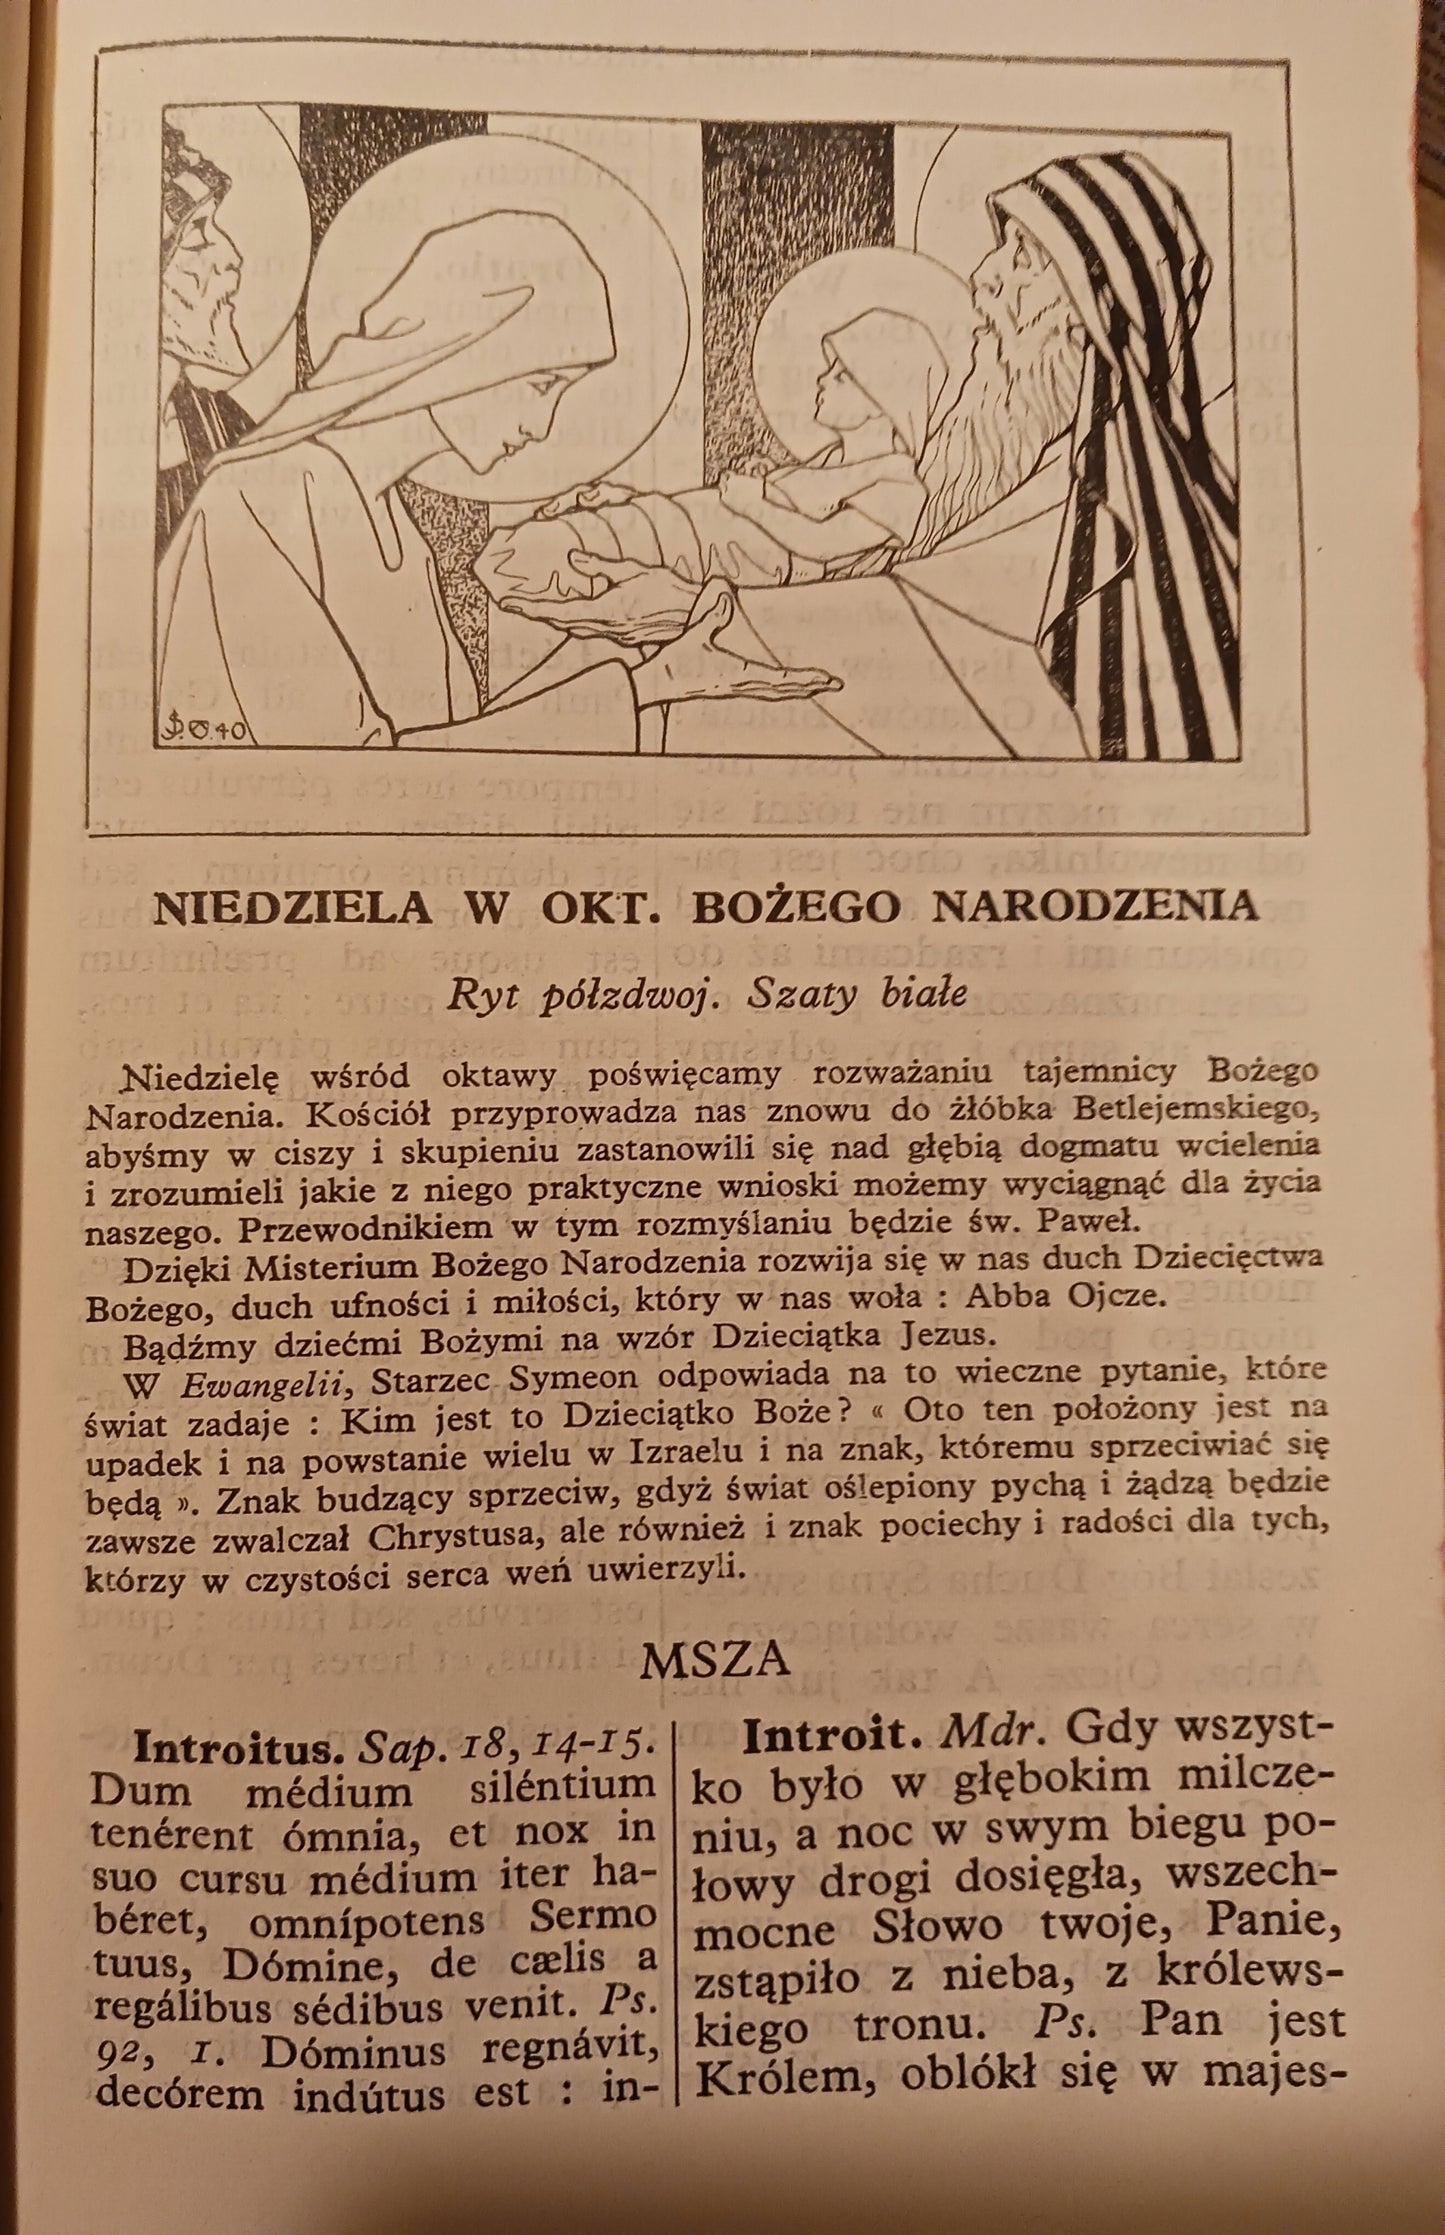 40
NIEDZIELA W OKT. BOŻEGO NARODZENIA
Ryt półzdwoj. Szaty białe
Niedzielę wśród oktawy poświęcamy rozważaniu tajemnicy Bożego
Narodzenia. Kościół przyprowadza nas znowu do żłóbka Betlejemskiego,
abyśmy w ciszy i skupieniu zastanowili się nad głębią dogmatu wcielenia
i zrozumieli jakie z niego praktyczne wnioski możemy wyciągnąć dla życia
naszego. Przewodnikiem w tym rozmyślaniu będzie św. Paweł.
Dzięki Misterium Bożego Narodzenia rozwija się w nas duch Dziecięctwa
Bożego, duch ufności i miłości, który w nas woła : Abba Ojcze.
Bądźmy dziećmi Bożymi na wzór Dzieciątka Jezus.
W Ewangelii, Starzec Symeon odpowiada na to wieczne pytanie, które
świat zadaje : Kim jest to Dzieciątko Boże? « Oto ten położony jest na
upadek i na powstanie wielu w Izraelu i na znak, któremu sprzeciwiać się
będą ». Znak budzący sprzeciw, gdyż świat oślepiony pychą i żądzą będzie
zawsze zwalczał Chrystusa, ale również i znak pociechy i radości dla tych,
którzy w czystości serca weń uwierzyli.
MSZA
Introitus. Sap. 18, 14-15.
Dum médium siléntium
tenérent ómnia, et nox in
suo cursu médium iter ha-
béret, omnípotens Sermo
tuus, Dómine, de cælis a
regálibus sédibus venit. Ps.
92, 1. Dóminus regnávit,
decórem indútus est : in-
Introit. Mdr. Gdy wszyst-
ko było w głębokim milcze-
niu, a noc w swym biegu po-
łowy drogi dosięgła, wszech-
mocne Słowo twoje, Panie,
zstąpiło z nieba, z królews-
kiego tronu. Ps. Pan jest
Królem, oblókł się w majes-